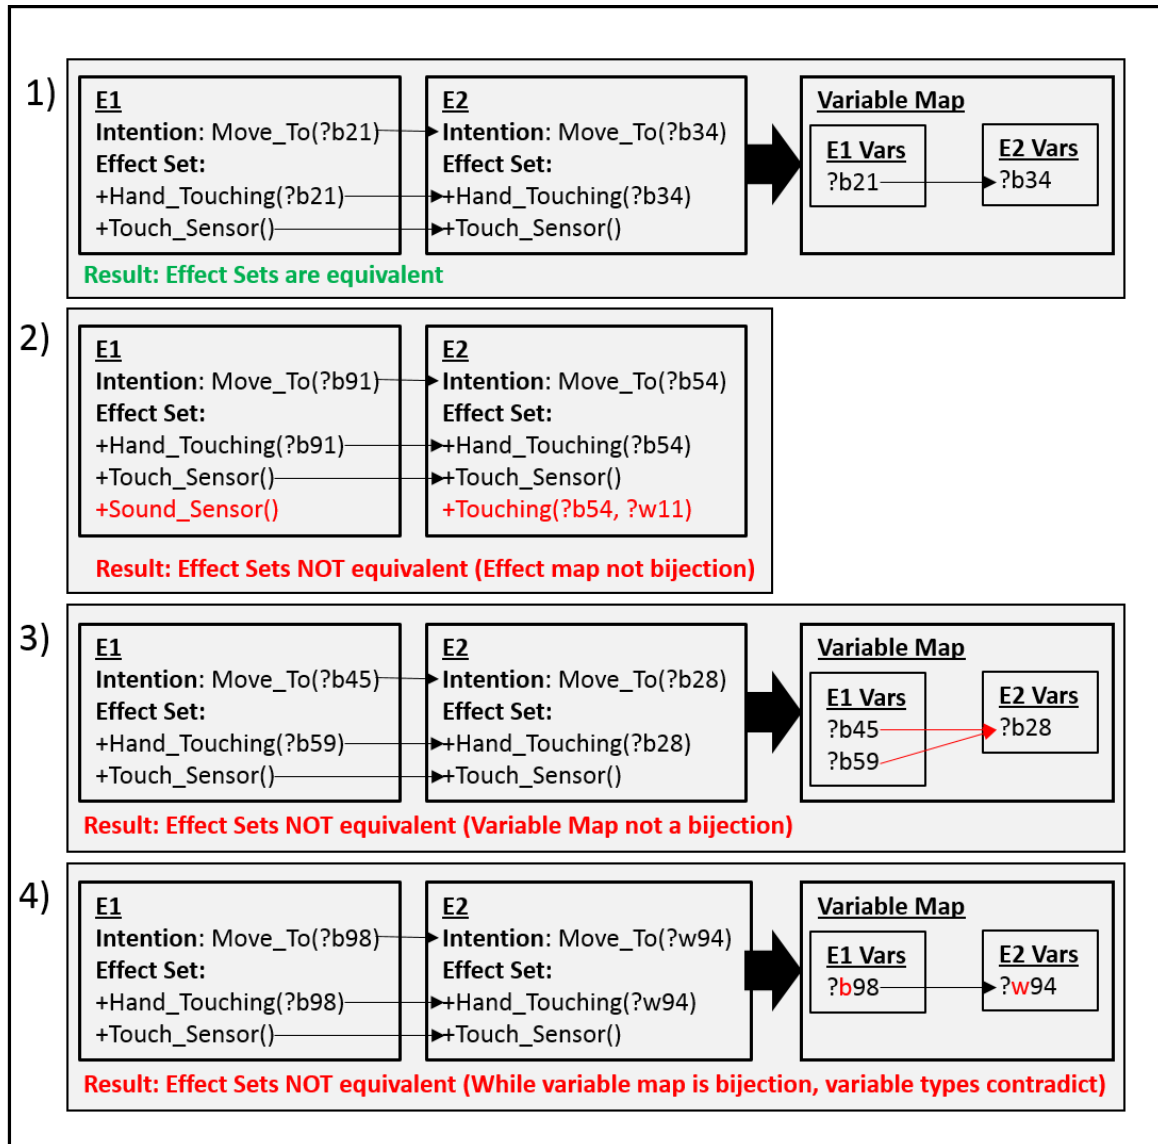 1)
E1
Intention: Move_To(?b21)
Effect Set:
+Hand_Touching(?b21)
+Touch_Sensor()
E2
Intention: Move_To(?b34)
Effect Set:
+Hand_Touching(?b34)
+Touch_Sensor()
Variable Map
E1 Vars
?b21
E2 Vars
?b34
Result: Effect Sets are equivalent
2)
E1
Intention: Move_To(?b91)
Effect Set:
+Hand_Touching(?b91)
+Touch_Sensor()
+Sound_Sensor()
E2
Intention: Move_To(?b54)
Effect Set:
+Hand_Touching(?b54)
+Touch_Sensor()
+Touching(?b54, ?w11)
Result: Effect Sets NOT equivalent (Effect map not bijection)
3)
E1
Intention: Move_To(?b45)
Effect Set:
+Hand_Touching(?b59)
+Touch_Sensor()
E2
Intention: Move_To(?b28)
Effect Set:
+Hand_Touching(?b28)
+Touch_Sensor()
Variable Map
E1 Vars
?b45
?b59
E2 Vars
?b28
Result: Effect Sets NOT equivalent (Variable Map not a bijection)
4)
E1
Intention: Move_To(?b98)
Effect Set:
+Hand_Touching(?b98)
+Touch_Sensor()
E2
Intention: Move_To(?w94)
Effect Set:
+Hand_Touching(?w94)
+Touch_Sensor()
Variable Map
E1 Vars
?b98
E2 Vars
?w94
Result: Effect Sets NOT equivalent (While variable map is bijection, variable types contradict)